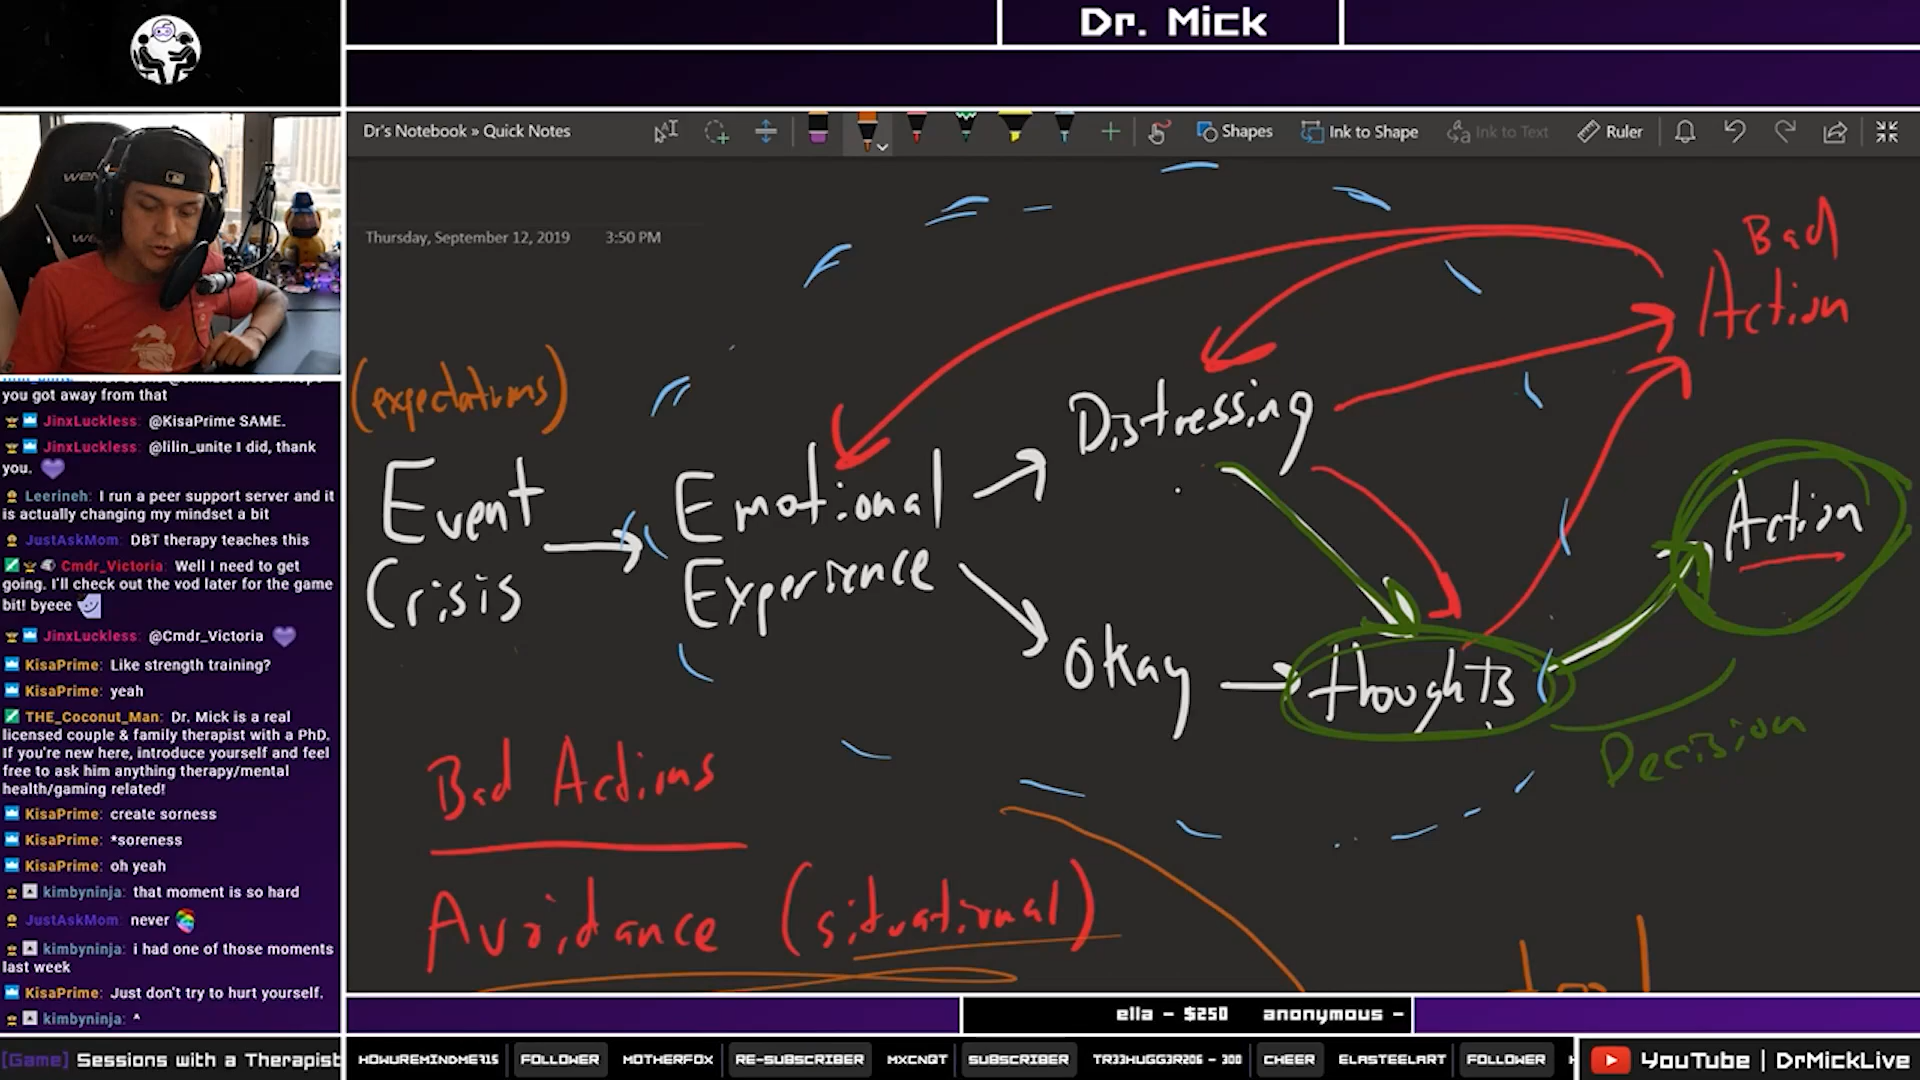 Dr. Mick
Dr's Notebook » Quick Notes
Shapes
Ink to Shape
Ink to Text
Ruler
Thursday, September 12, 2019 3:50 PM
Bad
Action
(expectations)
Event
Crisis
Emotional
Experience
Distressing
Okay
thoughts
Action
Decision
Bad Actions
Avoidance (situational)
you got away from that
JinxLuckless: @KisaPrime SAME.
JinxLuckless: @lilin_unite I did, thank
you.
Leerineh: I run a peer support server and it
is actually changing my mindset a bit
JustAskMom: DBT therapy teaches this
Cmdr_Victoria: Well I need to get
going. I'll check out the vod later for the game
bit! byeee
JinxLuckless: @Cmdr_Victoria
KisaPrime: Like strength training?
KisaPrime: yeah
THE_Coconut_Man: Dr. Mick is a real
licensed couple & family therapist with a PhD.
If you're new here, introduce yourself and feel
free to ask him anything therapy/mental
health/gaming related!
KisaPrime: create sorness
KisaPrime: *soreness
KisaPrime: oh yeah
kimbyninja: that moment is so hard
JustAskMom: never
kimbyninja: i had one of those moments
last week
KisaPrime: Just don't try to hurt yourself.
kimbyninja: ^
ella - $250 anonymous -
[Game] Sessions with a Therapist
HOWUREMINDME715 FOLLOWER MOTHERFOX RE-SUBSCRIBER MXCNQT SUBSCRIBER TR33HUGG3R206 - 300 CHEER ELASTEELART FOLLOWER
YouTube | DrMickLive